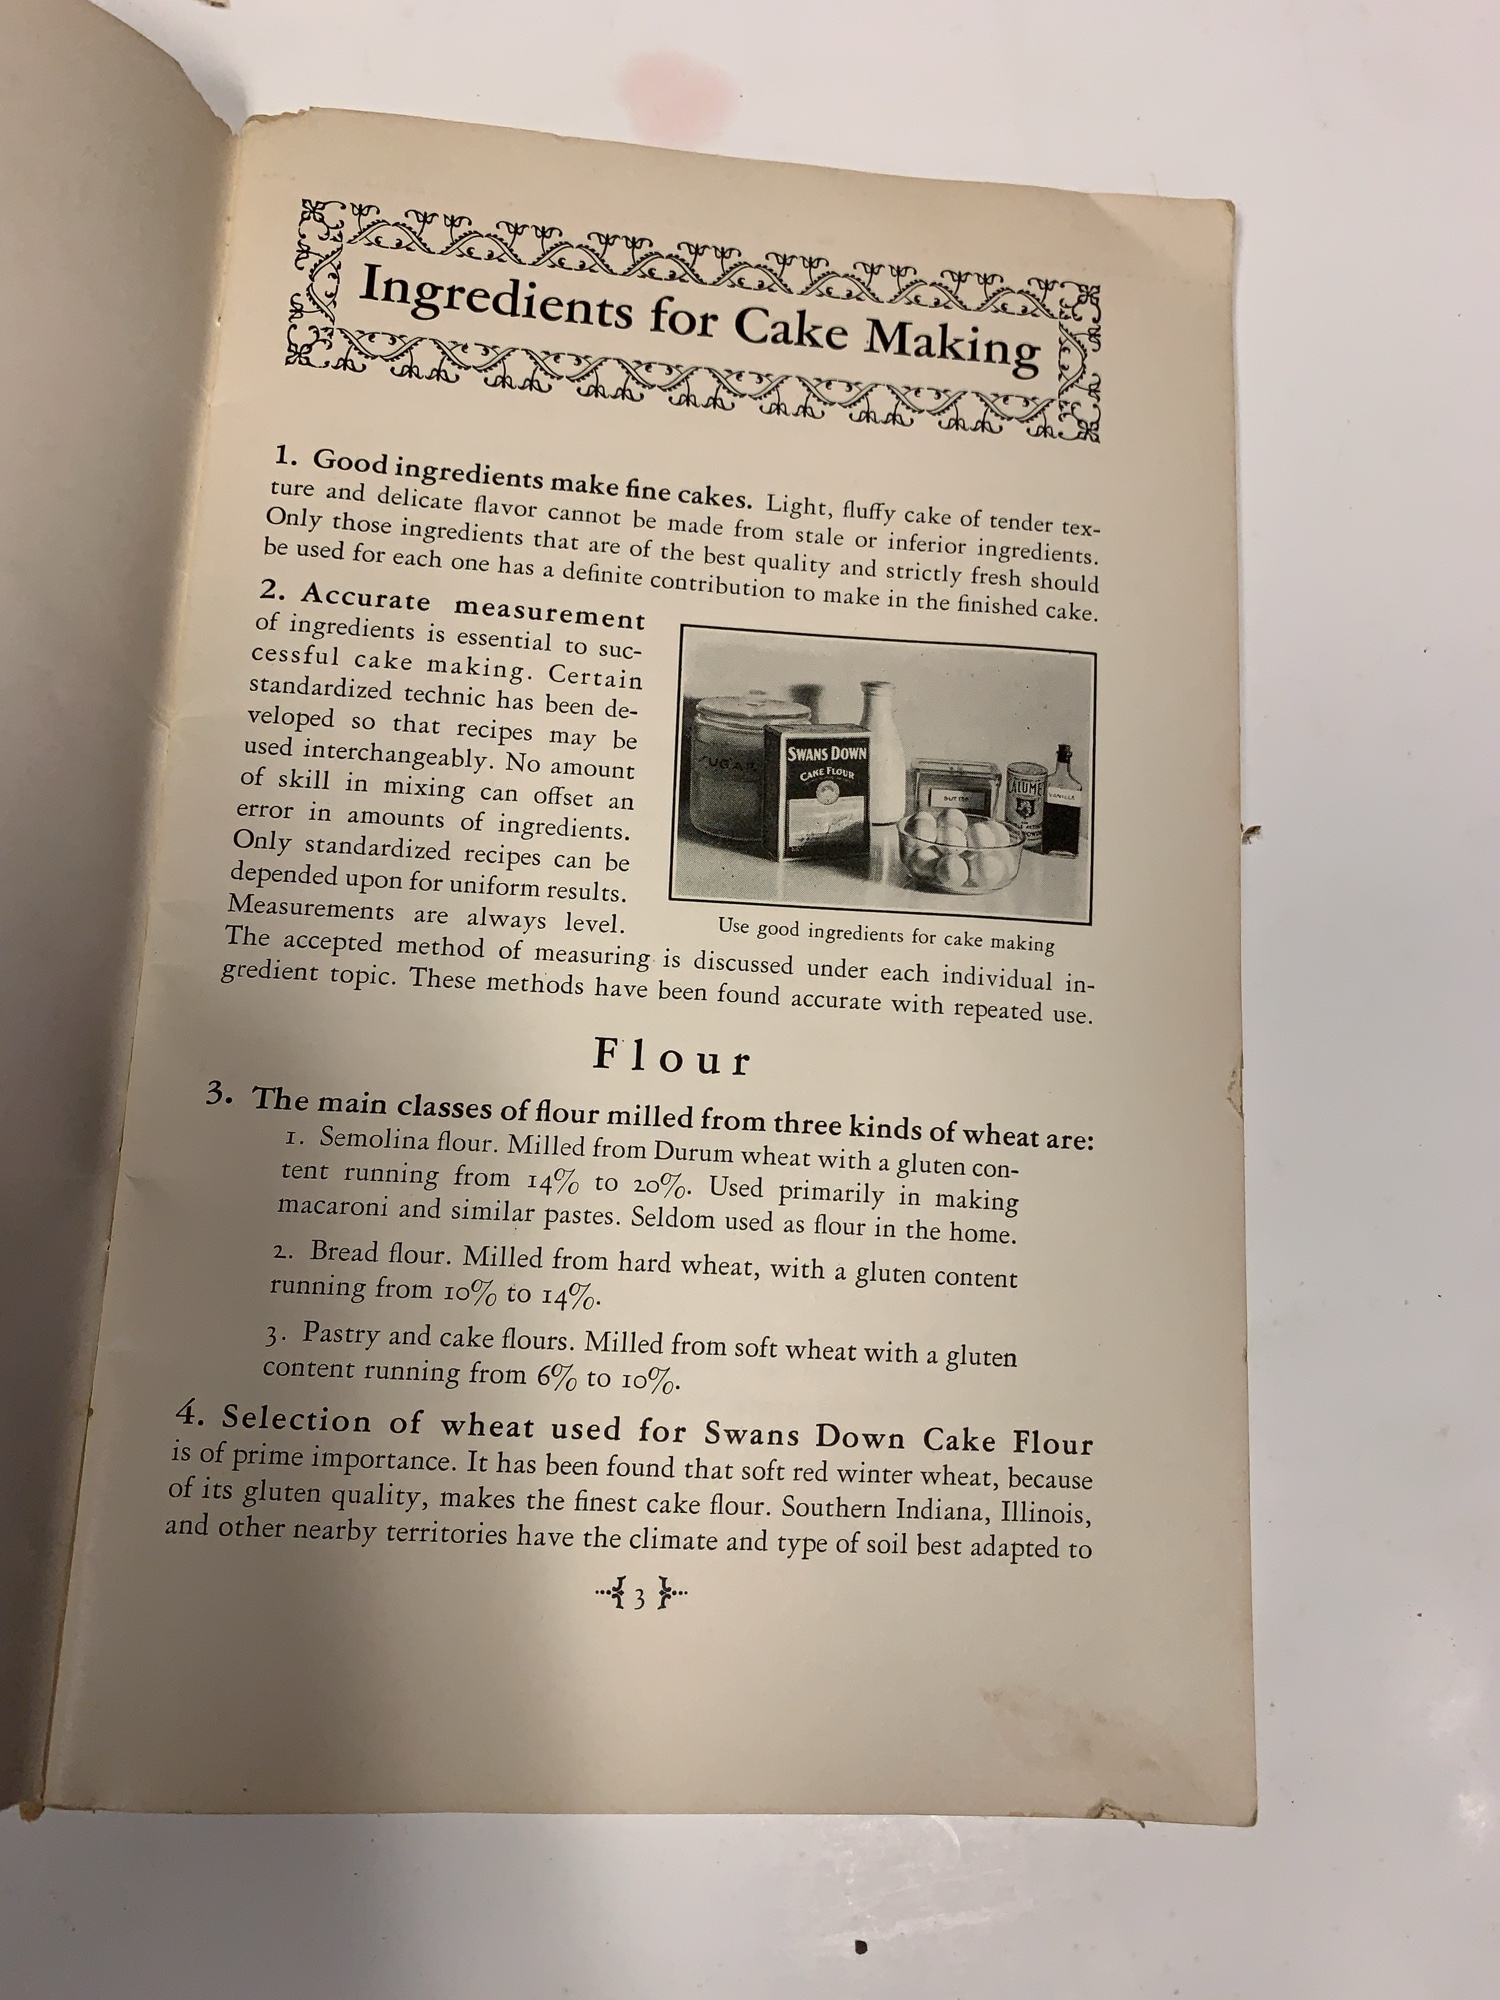 Ingredients for Cake Making
1. Good ingredients make fine cakes. Light, fluffy cake of tender tex-
ture and delicate flavor cannot be made from stale or inferior ingredients.
Only those ingredients that are of the best quality and strictly fresh should
be used for each one has a definite contribution to make in the finished cake.
2. Accurate measurement
of ingredients is essential to suc-
cessful cake making. Certain
standardized technic has been de-
veloped so that recipes may be
used interchangeably. No amount
of skill in mixing can offset an
error in amounts of ingredients.
Only standardized recipes can be
depended upon for uniform results.
Measurements are always level.
The accepted method of measuring is discussed under each individual in-
gredient topic. These methods have been found accurate with repeated use.
SUGAR
SWANS DOWN
CAKE FLOUR
BUTTER
CALUMET
VANILLA
Use good ingredients for cake making
Flour
3. The main classes of flour milled from three kinds of wheat are:
1. Semolina flour. Milled from Durum wheat with a gluten con-
tent running from 14% to 20%. Used primarily in making
macaroni and similar pastes. Seldom used as flour in the home.
2. Bread flour. Milled from hard wheat, with a gluten content
running from 10% to 14%.
3. Pastry and cake flours. Milled from soft wheat with a gluten
content running from 6% to 10%.
4. Selection of wheat used for Swans Down Cake Flour
is of prime importance. It has been found that soft red winter wheat, because
of its gluten quality, makes the finest cake flour. Southern Indiana, Illinois,
and other nearby territories have the climate and type of soil best adapted to
3